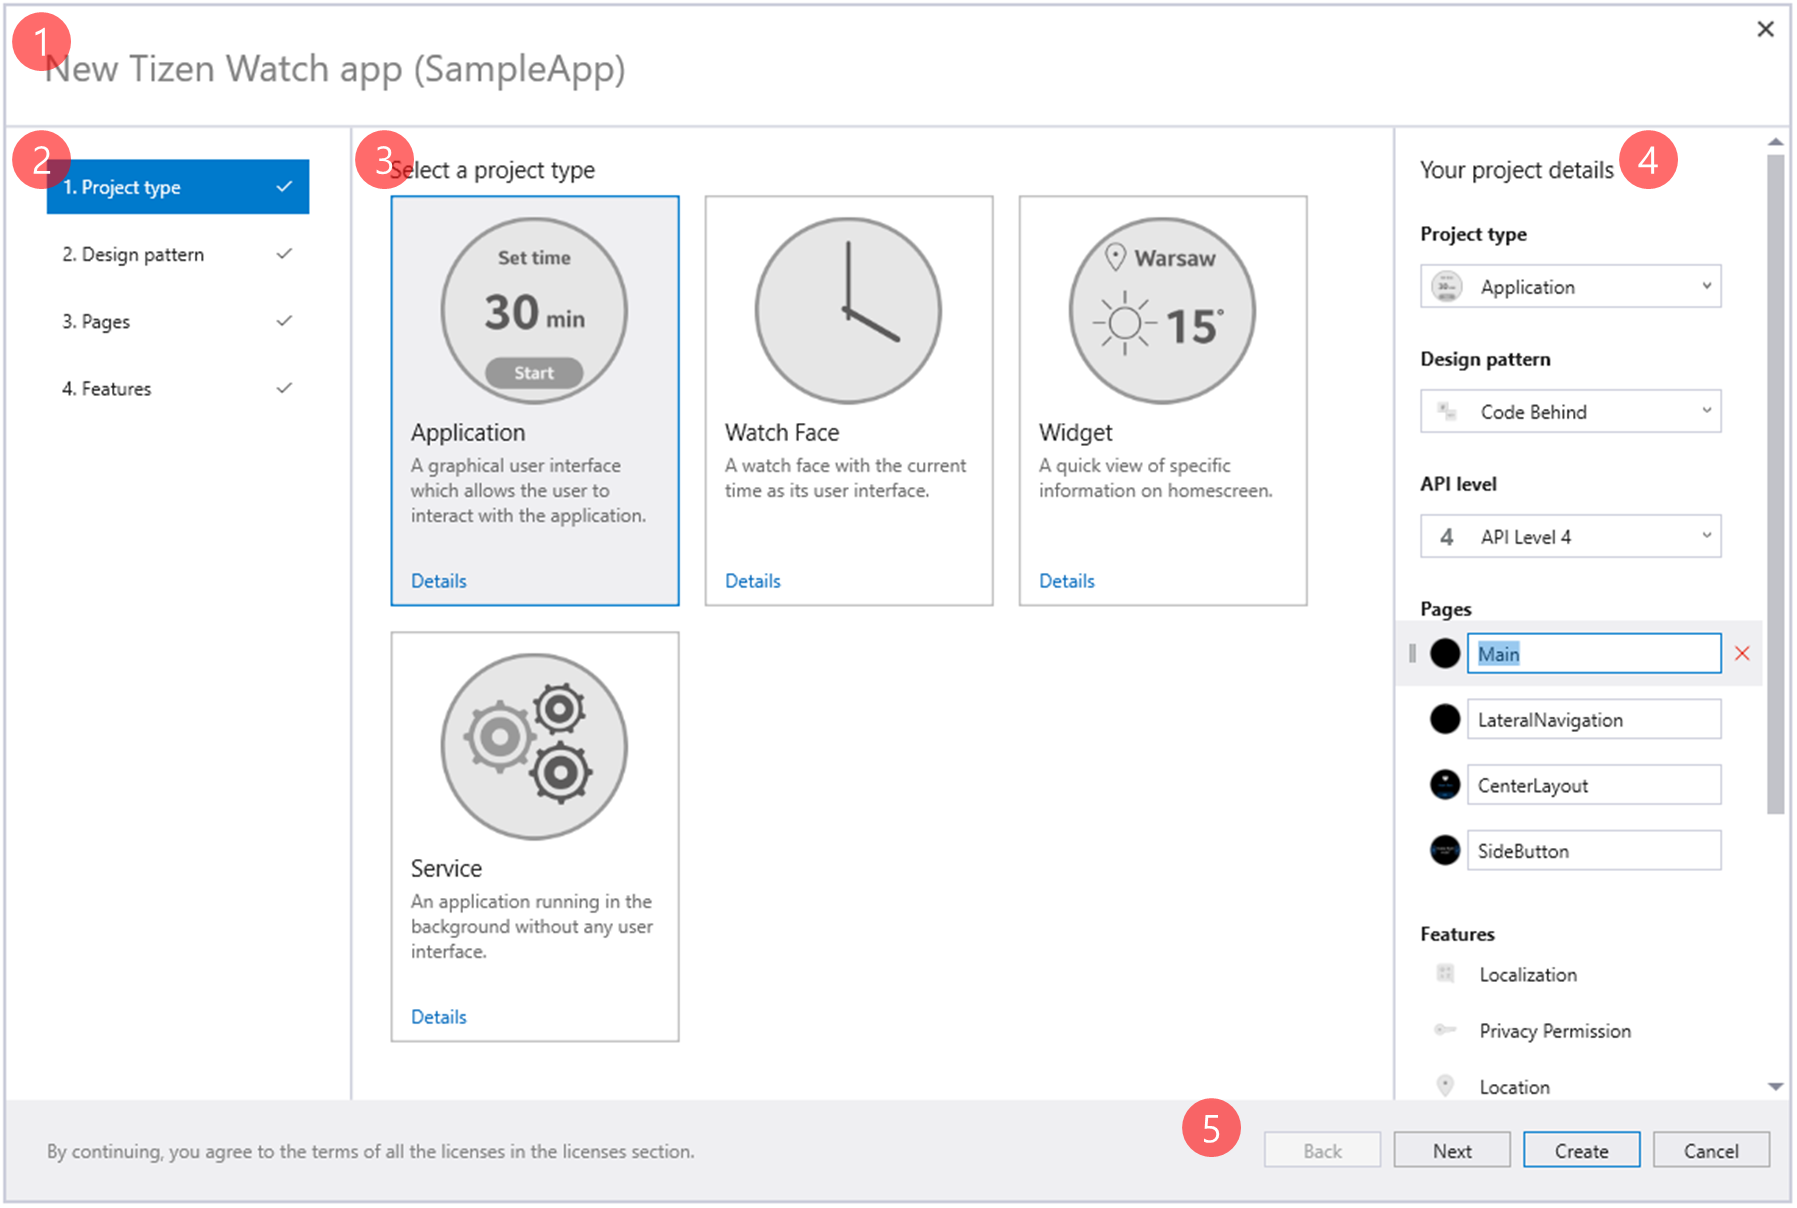 1
New Tizen Watch app (SampleApp)
2
1. Project type
2. Design pattern
3. Pages
4. Features
3
Select a project type
Set time
30 min
Start
Application
A graphical user interface
which allows the user to
interact with the application.
Details
Watch Face
A watch face with the current
time as its user interface.
Details
Warsaw
15°
Widget
A quick view of specific
information on homescreen.
Details
Service
An application running in the
background without any user
interface.
Details
Your project details
4
Project type
Application
Design pattern
Code Behind
API level
4 API Level 4
Pages
Main
LateralNavigation
CenterLayout
SideButton
Features
Localization
Privacy Permission
Location
By continuing, you agree to the terms of all the licenses in the licenses section.
5
Back
Next
Create
Cancel